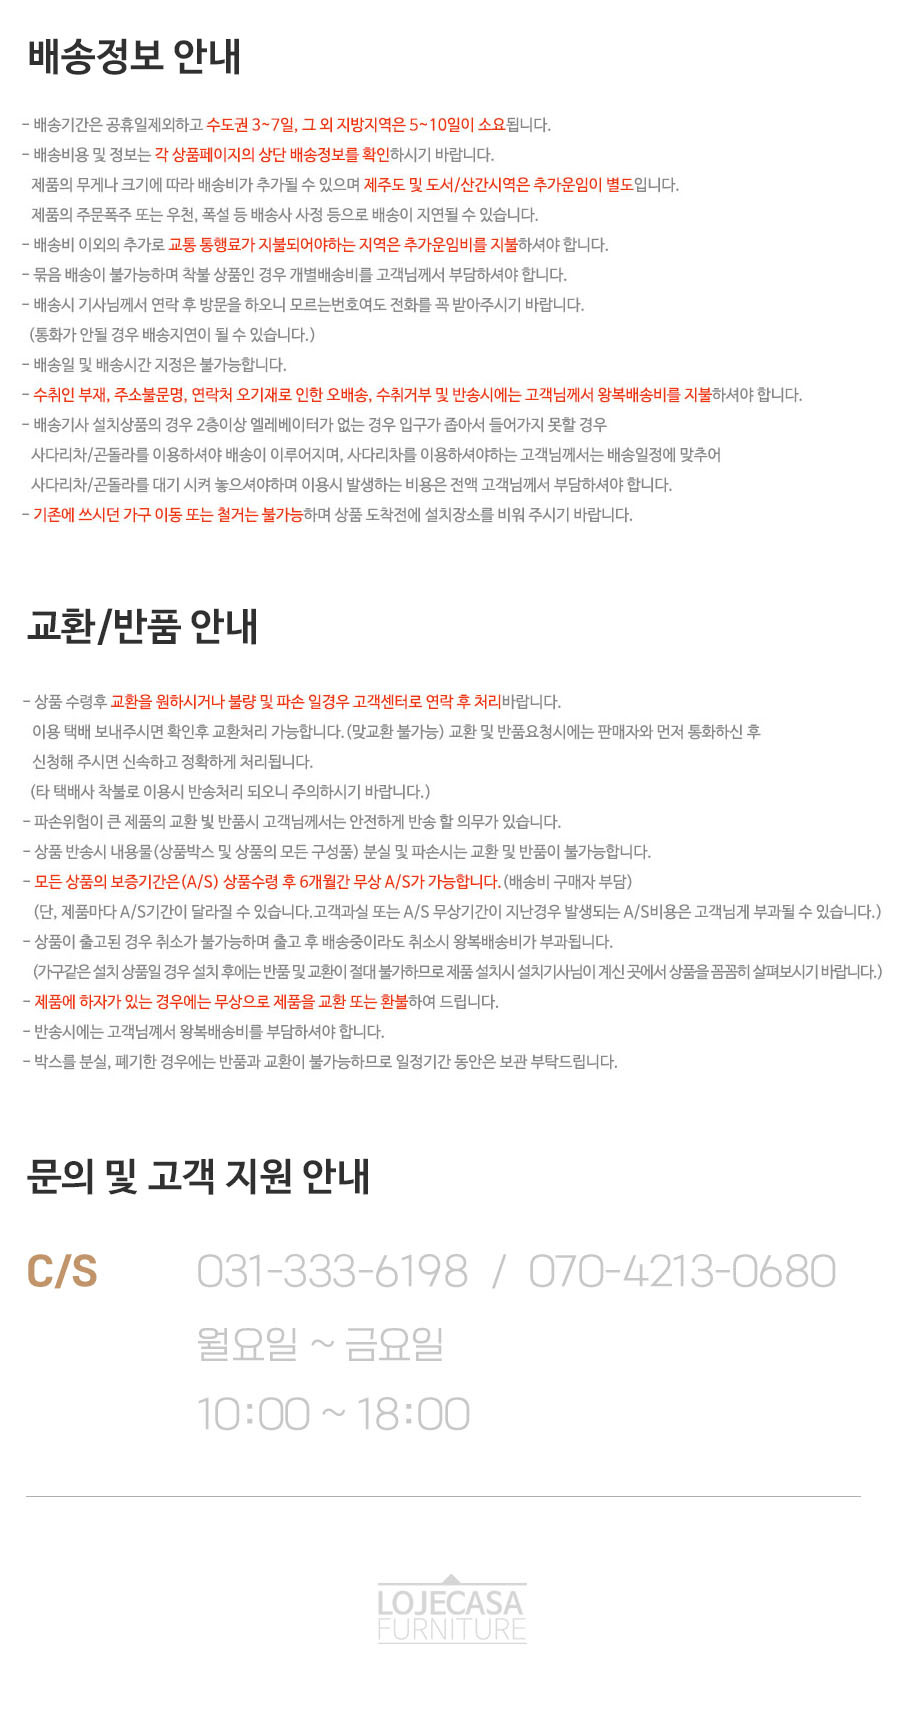 배송정보 안내
- 배송기간은 공휴일제외하고 수도권 3~7일, 그 외 지방지역은 5~10일이 소요됩니다.
- 배송비용 및 정보는 각 상품페이지의 상단 배송정보를 확인하시기 바랍니다.
제품의 무게나 크기에 따라 배송비가 추가될 수 있으며 제주도 및 도서/산간시역은 추가운임이 별도입니다.
제품의 주문폭주 또는 우천, 폭설 등 배송사 사정 등으로 배송이 지연될 수 있습니다.
- 배송비 이외의 추가로 교통 통행료가 지불되어야하는 지역은 추가운임비를 지불하셔야 합니다.
- 묶음 배송이 불가능하며 착불 상품인 경우 개별배송비를 고객님께서 부담하셔야 합니다.
- 배송시 기사님께서 연락 후 방문을 하오니 모르는번호여도 전화를 꼭 받아주시기 바랍니다.
(통화가 안될 경우 배송지연이 될 수 있습니다.)
- 배송일 및 배송시간 지정은 불가능합니다.
- 수취인 부재, 주소불문명, 연락처 오기재로 인한 오배송, 수취거부 및 반송시에는 고객님께서 왕복배송비를 지불하셔야 합니다.
- 배송기사 설치상품의 경우 2층이상 엘레베이터가 없는 경우 입구가 좁아서 들어가지 못할 경우
사다리차/곤돌라를 이용하셔야 배송이 이루어지며, 사다리차를 이용하셔야하는 고객님께서는 배송일정에 맞추어
사다리차/곤돌라를 대기 시켜 놓으셔야하며 이용시 발생하는 비용은 전액 고객님께서 부담하셔야 합니다.
- 기존에 쓰시던 가구 이동 또는 철거는 불가능하며 상품 도착전에 설치장소를 비워 주시기 바랍니다.
교환/반품 안내
- 상품 수령후 교환을 원하시거나 불량 및 파손 일경우 고객센터로 연락 후 처리바랍니다.
이용 택배 보내주시면 확인후 교환처리 가능합니다.(맞교환 불가능) 교환 및 반품요청시에는 판매자와 먼저 통화하신 후
신청해 주시면 신속하고 정확하게 처리됩니다.
(타 택배사 착불로 이용시 반송처리 되오니 주의하시기 바랍니다.)
- 파손위험이 큰 제품의 교환 및 반품시 고객님께서는 안전하게 반송 할 의무가 있습니다.
- 상품 반송시 내용물(상품박스 및 상품의 모든 구성품) 분실 및 파손시는 교환 및 반품이 불가능합니다.
- 모든 상품의 보증기간은(A/S) 상품수령 후 6개월간 무상 A/S가 가능합니다.(배송비 구매자 부담)
(단, 제품마다 A/S기간이 달라질 수 있습니다.고객과실 또는 A/S 무상기간이 지난경우 발생되는 A/S비용은 고객님게 부과될 수 있습니다.)
- 상품이 출고된 경우 취소가 불가능하며 출고 후 배송중이라도 취소시 왕복배송비가 부과됩니다.
(가구같은 설치 상품일 경우 설치 후에는 반품 및 교환이 절대 불가하므로 제품 설치시 설치기사님이 계신 곳에서 상품을 꼼꼼히 살펴보시기 바랍니다.)
- 제품에 하자가 있는 경우에는 무상으로 제품을 교환 또는 환불하여 드립니다.
- 반송시에는 고객님께서 왕복배송비를 부담하셔야 합니다.
- 박스를 분실, 폐기한 경우에는 반품과 교환이 불가능하므로 일정기간 동안은 보관 부탁드립니다.
문의 및 고객 지원 안내
C/S 031-333-6198 / 070-4213-0680
월요일 ~ 금요일
10:00 ~ 18:00
LOJECASA
FURNITURE